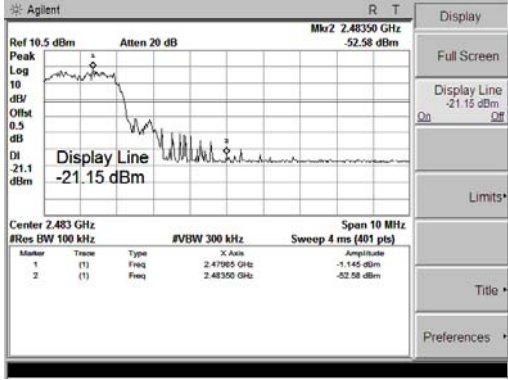 Agilent R T
Mkr2 2.48350 GHz
Ref 10.5 dBm Atten 20 dB -52.58 dBm
Peak
Log
10
dB/
Offst
0.5
dB
DI
-21.1
dBm
1
2
Display Line
-21.15 dBm
Center 2.483 GHz Span 10 MHz
#Res BW 100 kHz #VBW 300 kHz Sweep 4 ms (401 pts)
Marker Trace Type X Axis Amplitude
1 (1) Freq 2.47985 GHz -1.145 dBm
2 (1) Freq 2.48350 GHz -52.58 dBm
Display
Full Screen
Display Line
-21.15 dBm
On Off
Limits
Title
Preferences